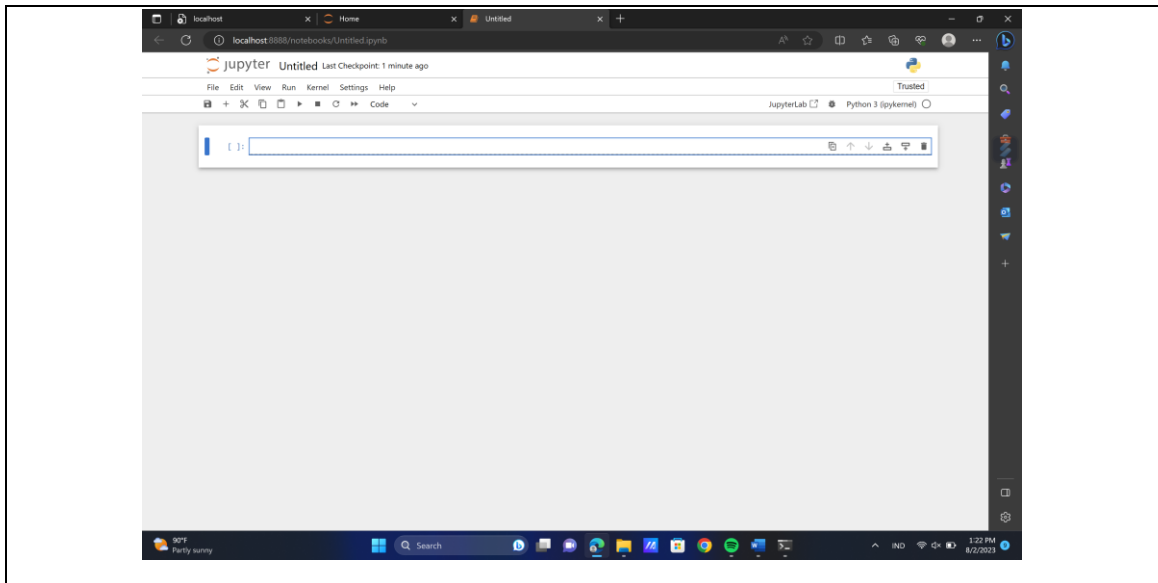 localhost Home Untitled
localhost:8888/notebooks/Untitled.ipynb
jupyter Untitled Last Checkpoint: 1 minute ago
File Edit View Run Kernel Settings Help Trusted
Code JupyterLab Python 3 (ipykernel)
[ ]:
90°F
Partly sunny
Search
IND
1:22 PM
8/2/2023